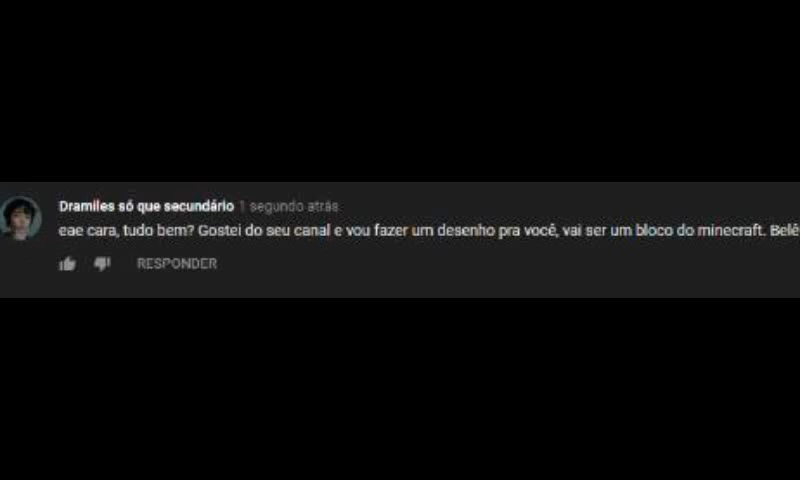 Dramiles só que secundário 1 segundo atrás
eae cara, tudo bem? Gostei do seu canal e vou fazer um desenho pra você, vai ser um bloco do minecraft. Belê
RESPONDER